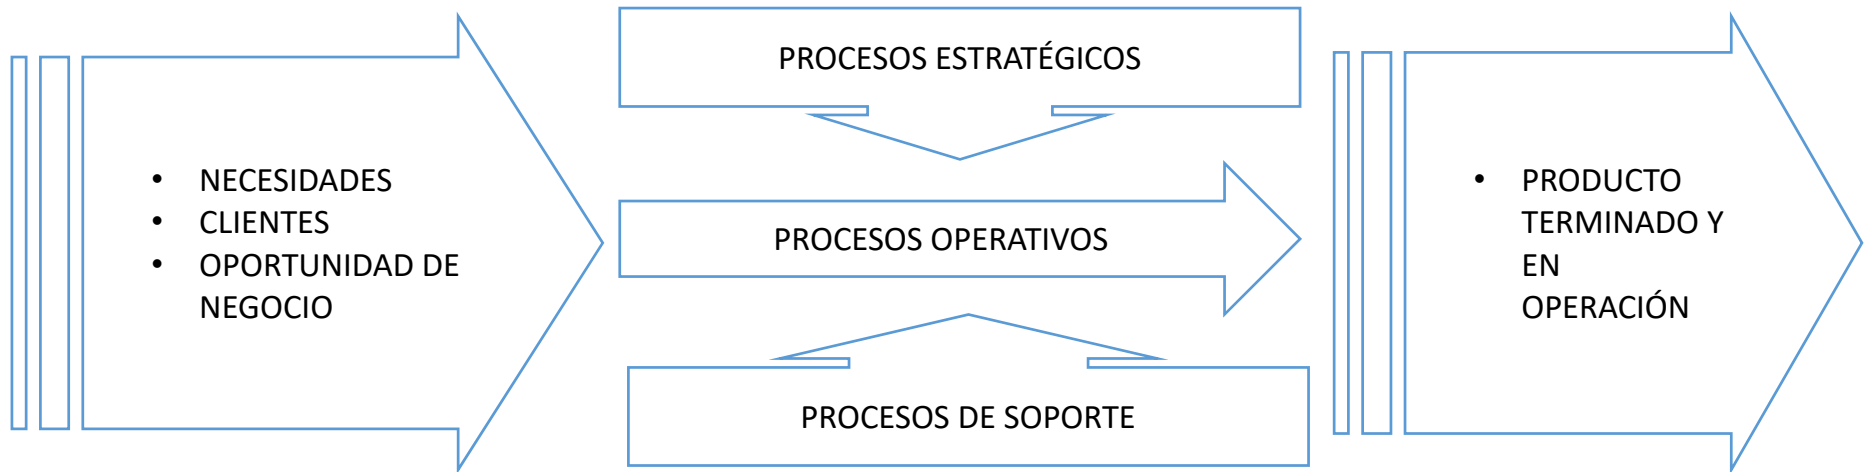 • NECESIDADES
• CLIENTES
• OPORTUNIDAD DE
NEGOCIO
PROCESOS ESTRATÉGICOS
PROCESOS OPERATIVOS
PROCESOS DE SOPORTE
• PRODUCTO
TERMINADO Y
EN
OPERACIÓN